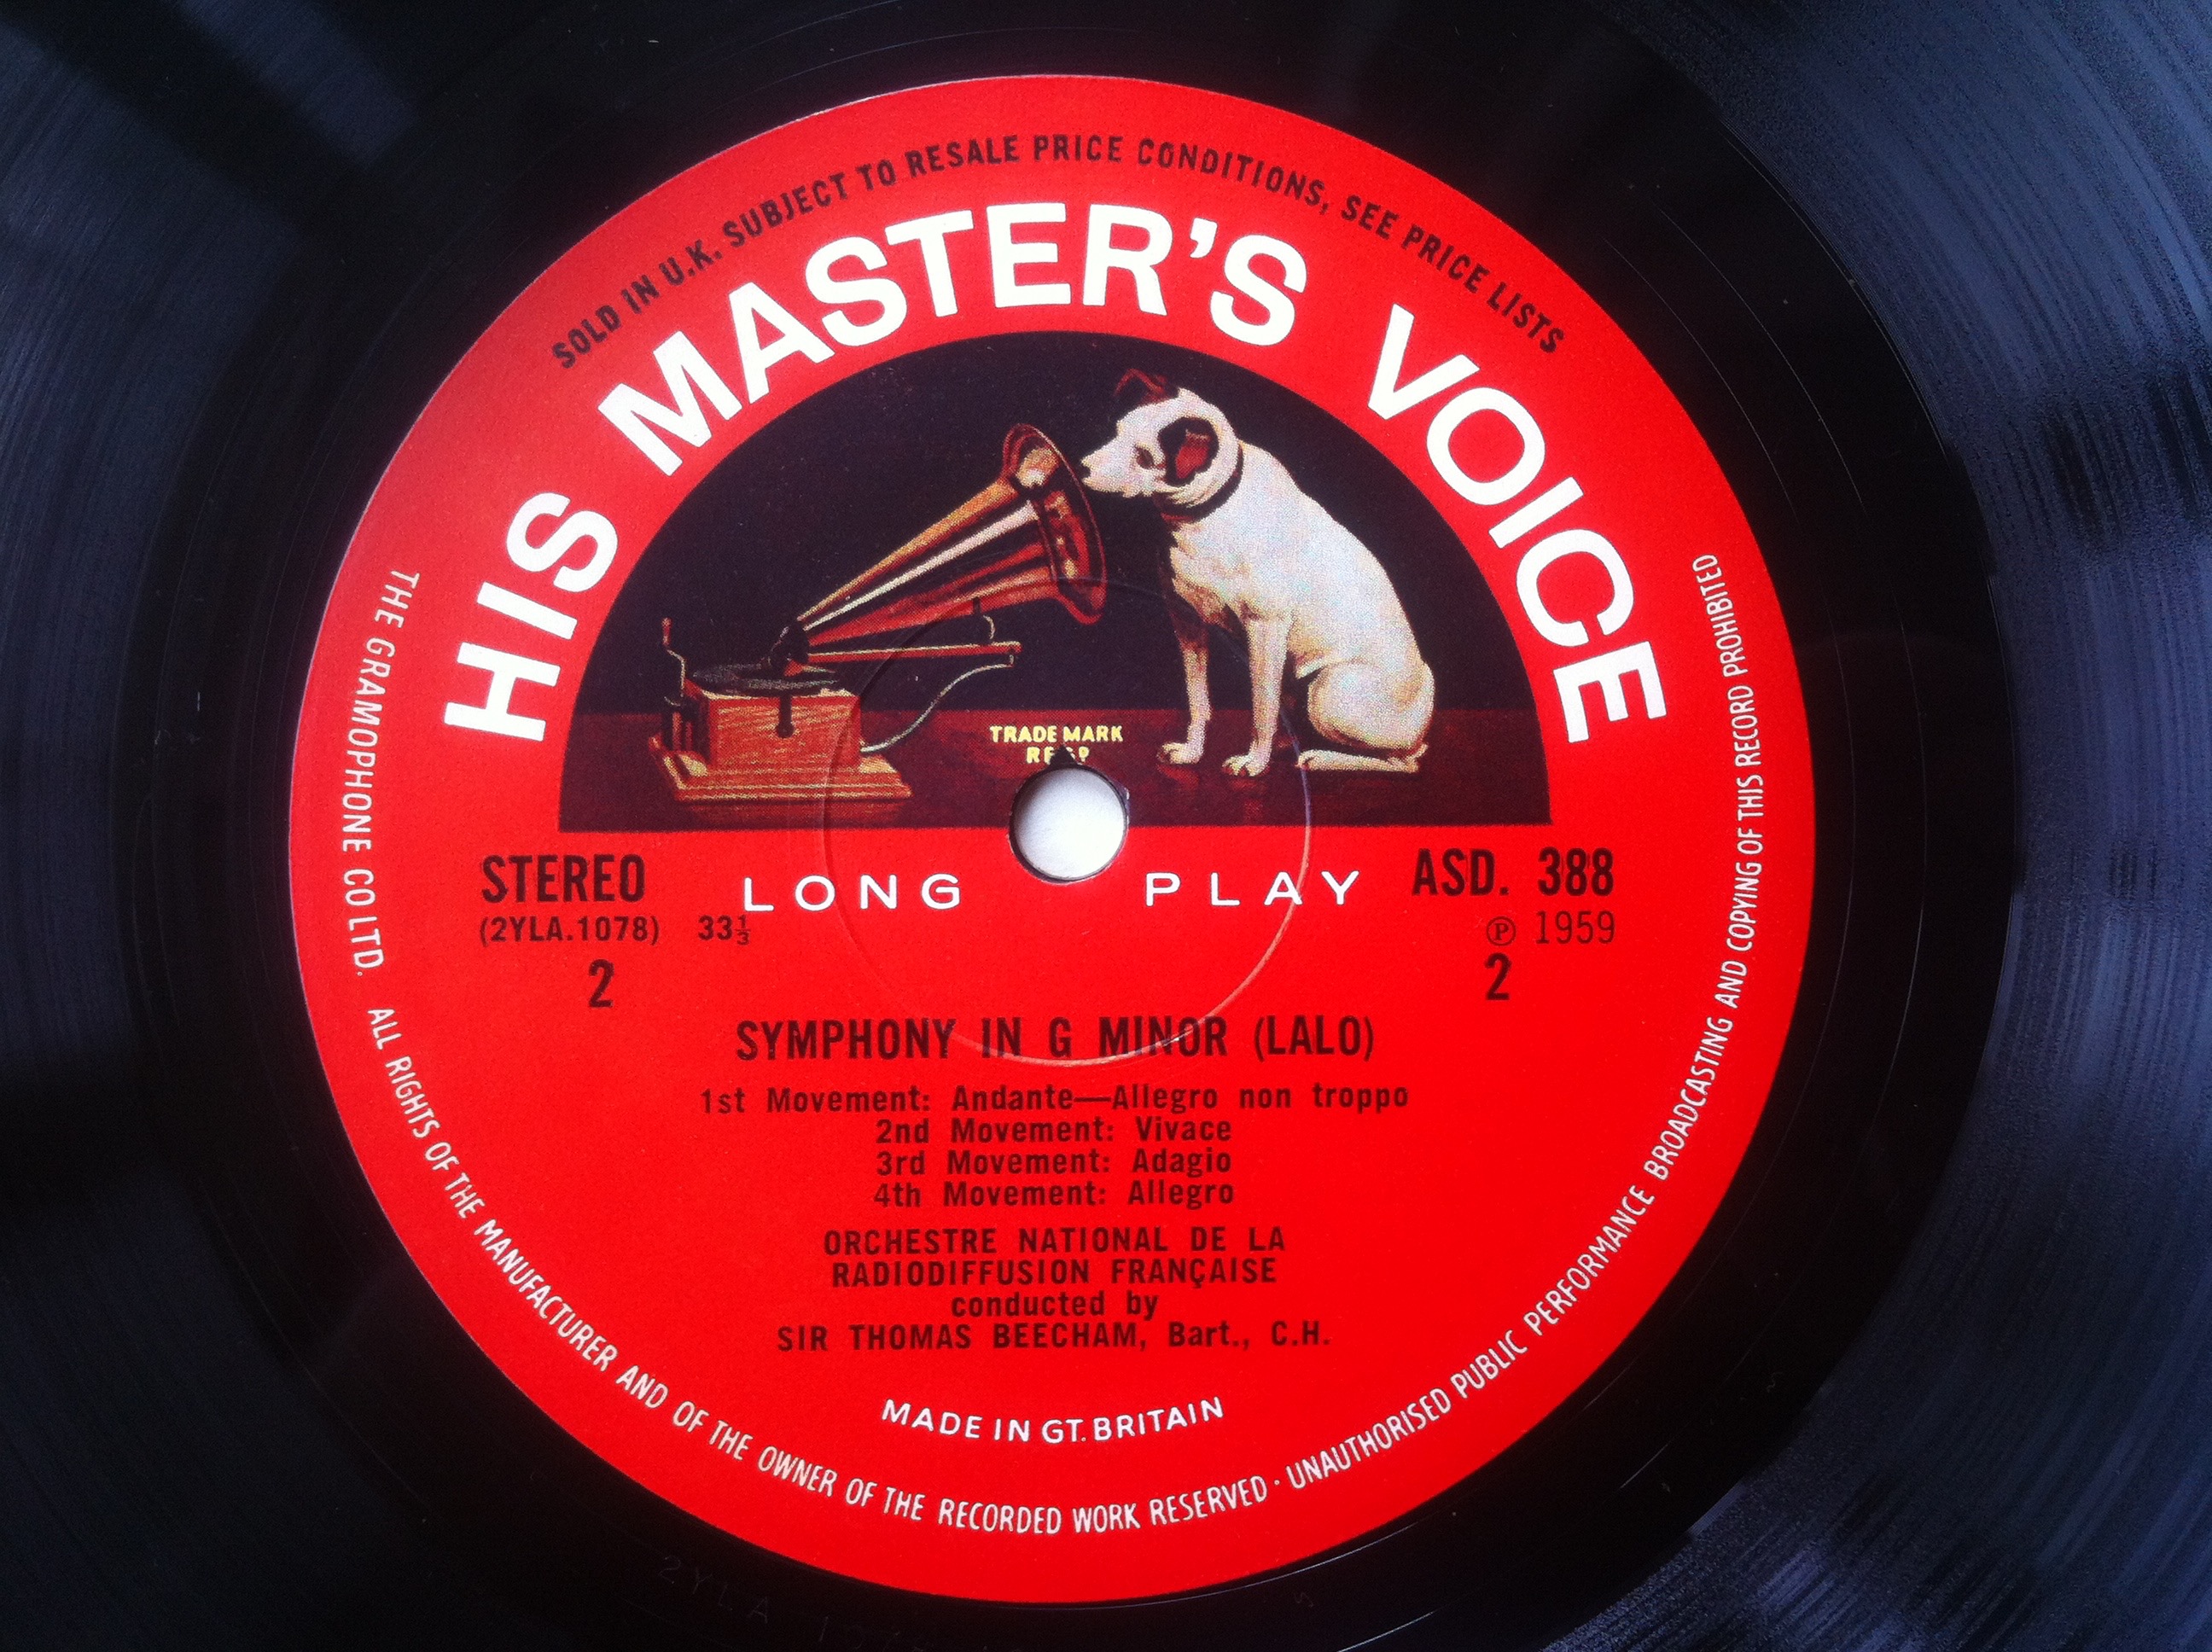 SOLD IN U.K. SUBJECT TO RESALE PRICE CONDITIONS, SEE PRICE LISTS
HIS MASTER'S VOICE
TRADE MARK
STEREO
LONG PLAY
ASD. 388
(2YLA.1078) 33⅓
℗ 1959
2
2
SYMPHONY IN G MINOR (LALO)
1st Movement: Andante—Allegro non troppo
2nd Movement: Vivace
3rd Movement: Adagio
4th Movement: Allegro
ORCHESTRE NATIONAL DE LA
RADIODIFFUSION FRANÇAISE
conducted by
SIR THOMAS BEECHAM, Bart., C.H.
MADE IN GT. BRITAIN
THE GRAMOPHONE CO LTD. ALL RIGHTS OF THE MANUFACTURER AND OF THE OWNER OF THE RECORDED WORK RESERVED · UNAUTHORISED PUBLIC PERFORMANCE BROADCASTING AND COPYING OF THIS RECORD PROHIBITED
2YLA